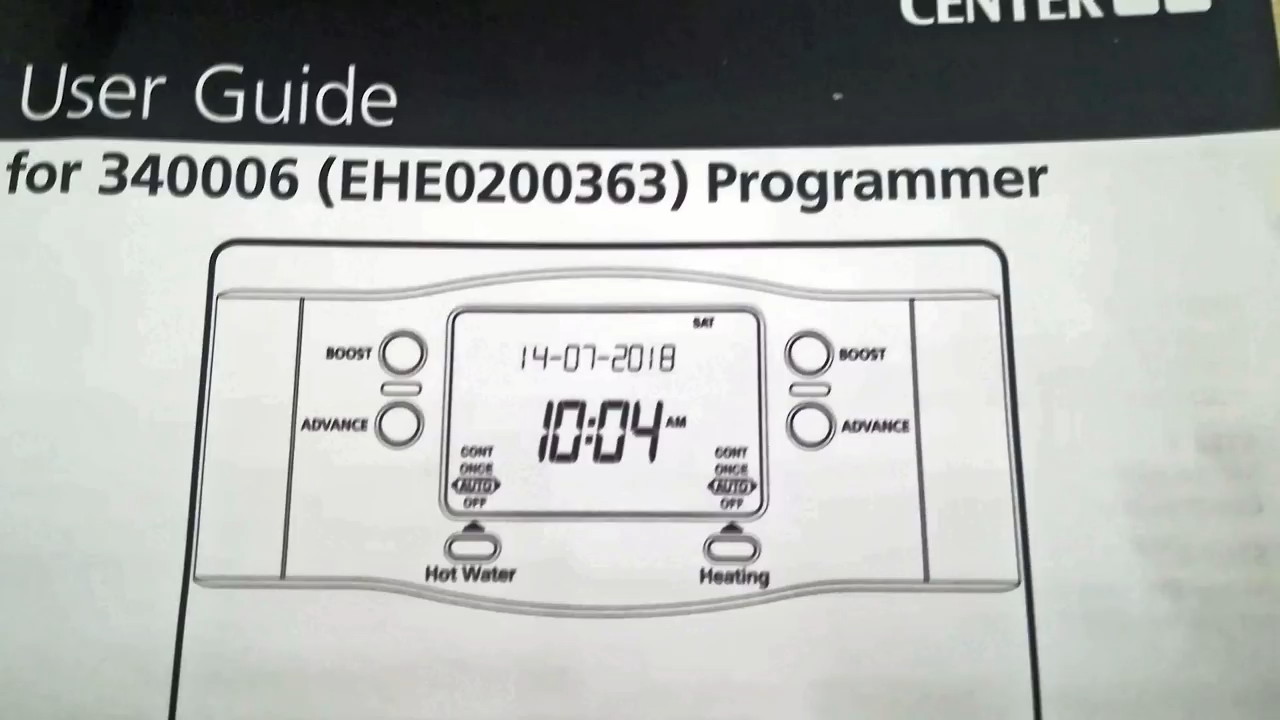 CENTER
User Guide
for 340006 (EHE0200363) Programmer
SAT
BOOST
14-07-2018
BOOST
ADVANCE
10:04 AM
ADVANCE
CONT
ONCE
AUTO
OFF
CONT
ONCE
AUTO
OFF
Hot Water
Heating